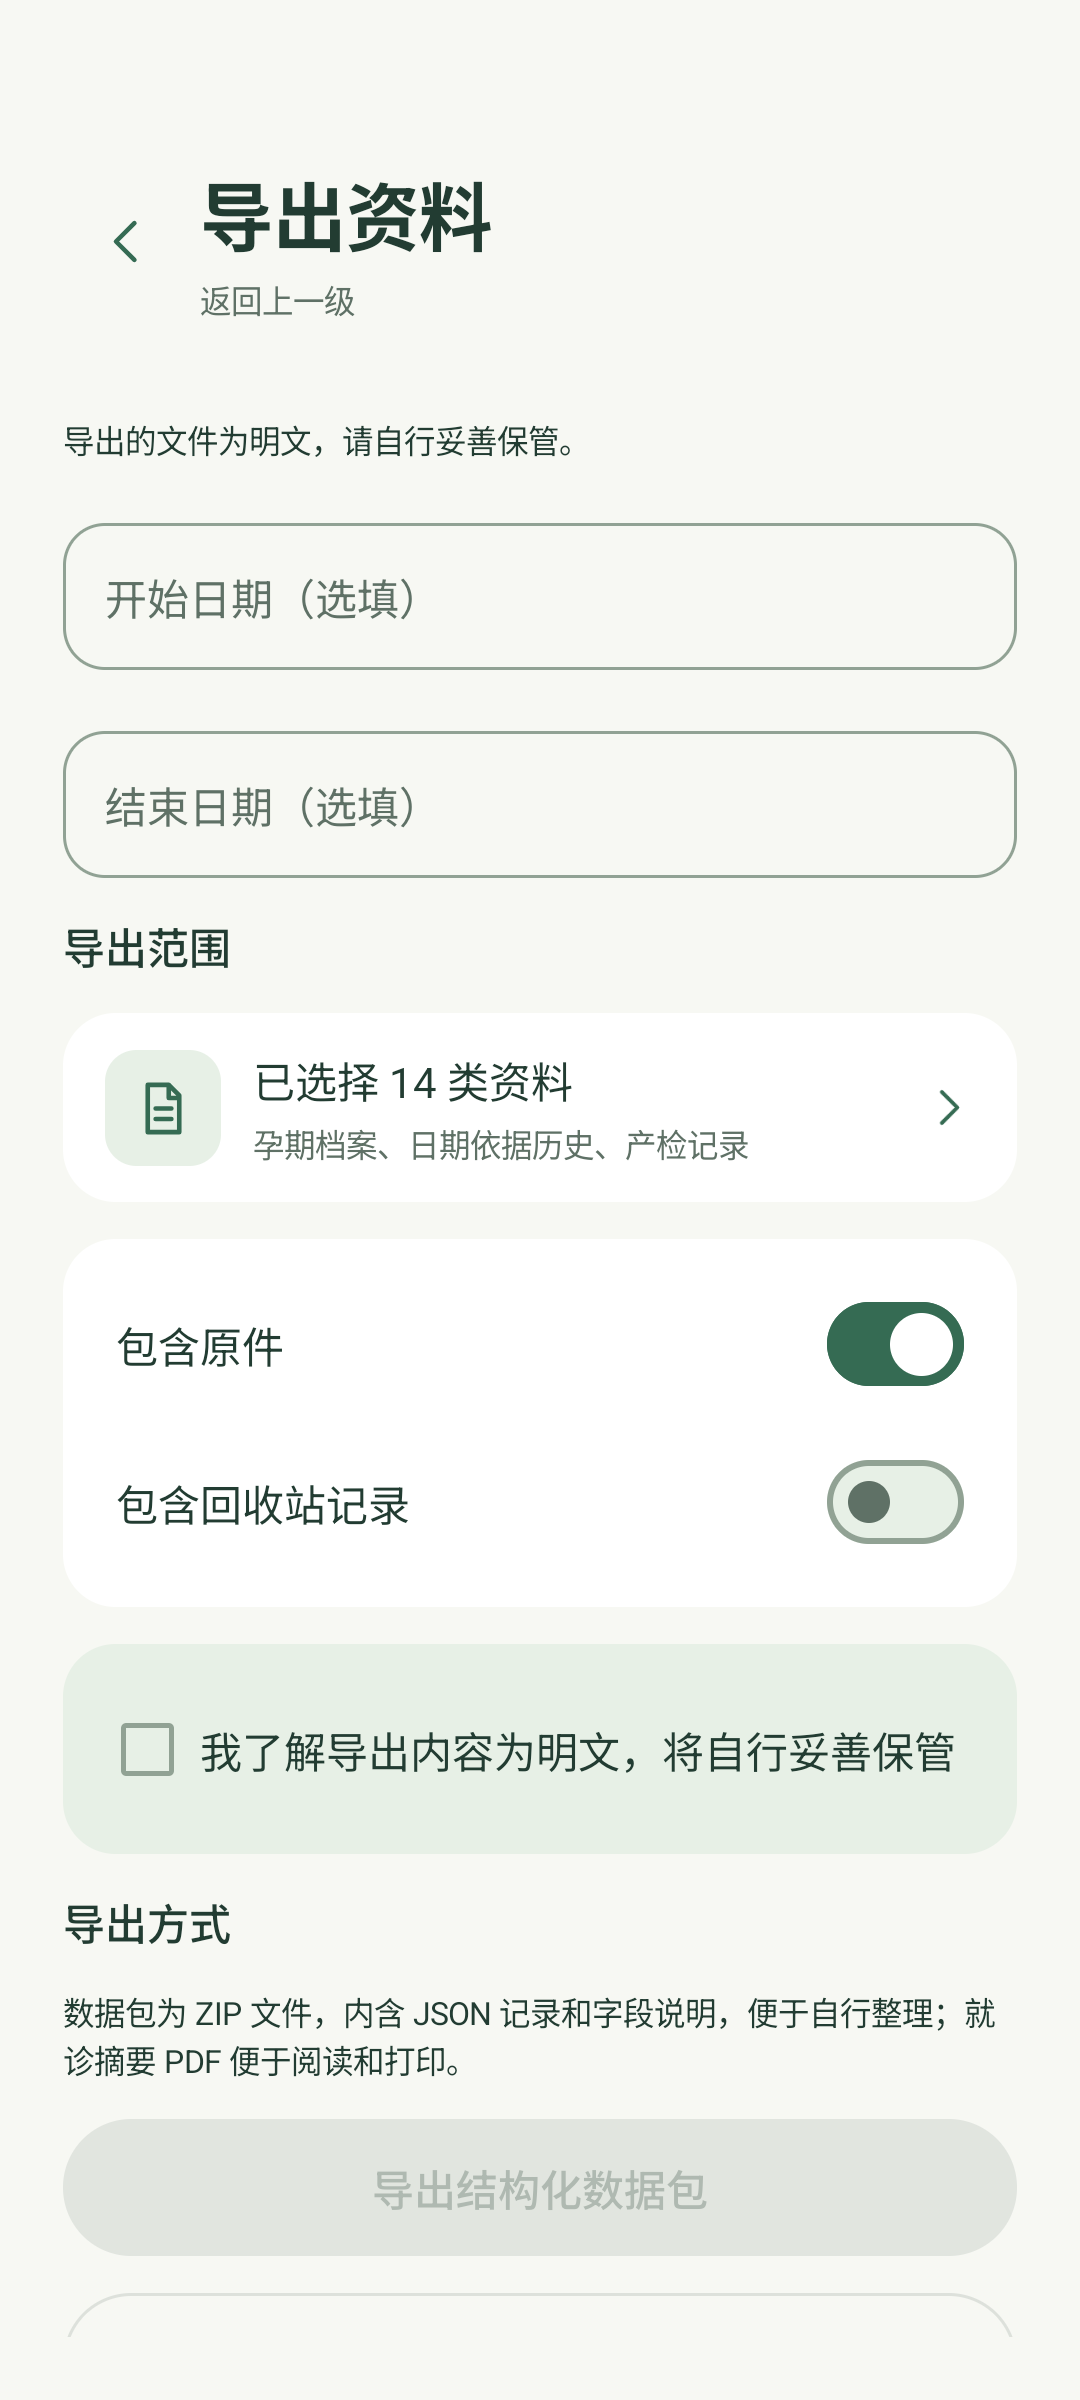 导出资料
返回上一级
导出的文件为明文，请自行妥善保管。
开始日期（选填）
结束日期（选填）
导出范围
已选择 14 类资料
孕期档案、日期依据历史、产检记录
包含原件
包含回收站记录
我了解导出内容为明文，将自行妥善保管
导出方式
数据包为 ZIP 文件，内含 JSON 记录和字段说明，便于自行整理；就
诊摘要 PDF 便于阅读和打印。
导出结构化数据包